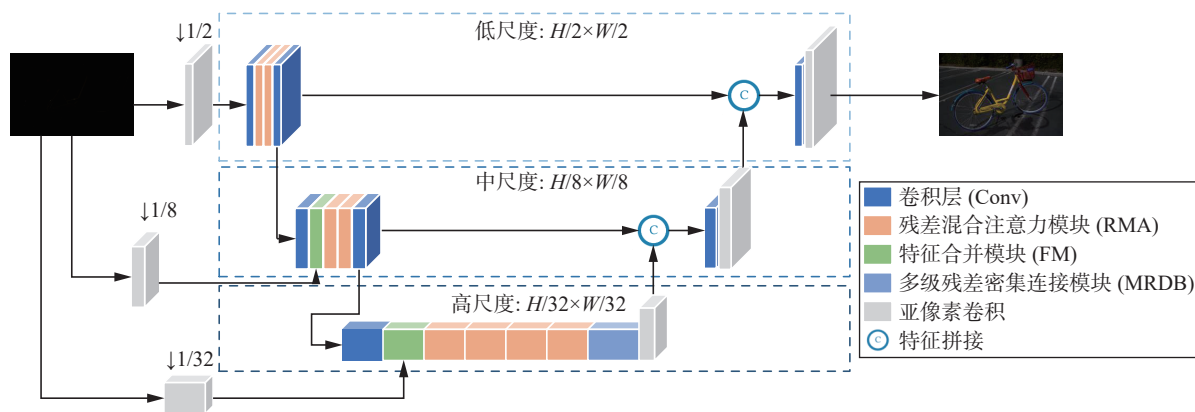 ↓1/2
低尺度: H/2×W/2
C
中尺度: H/8×W/8
↓1/8
C
高尺度: H/32×W/32
↓1/32
卷积层 (Conv)
残差混合注意力模块 (RMA)
特征合并模块 (FM)
多级残差密集连接模块 (MRDB)
亚像素卷积
C 特征拼接